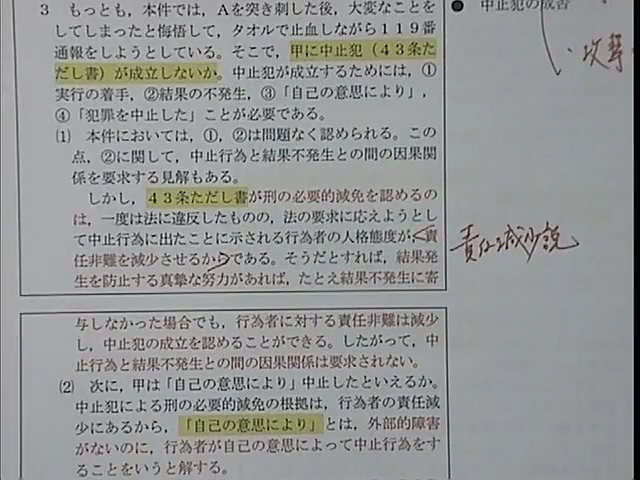 3 もっとも,本件では,Aを突き刺した後,大変なことを
してしまったと悔悟して,タオルで止血しながら119番
通報をしようとしている。そこで,甲に中止犯(43条た
だし書)が成立しないか。中止犯が成立するためには,①
実行の着手,②結果の不発生,③「自己の意思により」,
④「犯罪を中止した」ことが必要である。
(1) 本件においては,①,②は問題なく認められる。この
点,②に関して,中止行為と結果不発生との間の因果関
係を要求する見解もある。
しかし,43条ただし書が刑の必要的減免を認めるの
は,一度は法に違反したものの,法の要求に応えようとし
て中止行為に出たことに示される行為者の人格態度が,責
任非難を減少させるからである。そうだとすれば,結果発
生を防止する真摯な努力があれば,たとえ結果不発生に寄
与しなかった場合でも,行為者に対する責任非難は減少
し,中止犯の成立を認めることができる。したがって,中
止行為と結果不発生との間の因果関係は要求されない。
(2) 次に,甲は「自己の意思により」中止したといえるか。
中止犯による刑の必要的減免の根拠は,行為者の責任減
少にあるから,「自己の意思により」とは,外部的障害
がないのに,行為者が自己の意思によって中止行為をす
ることをいうと解する。
● 中止犯の成否
責任減少説